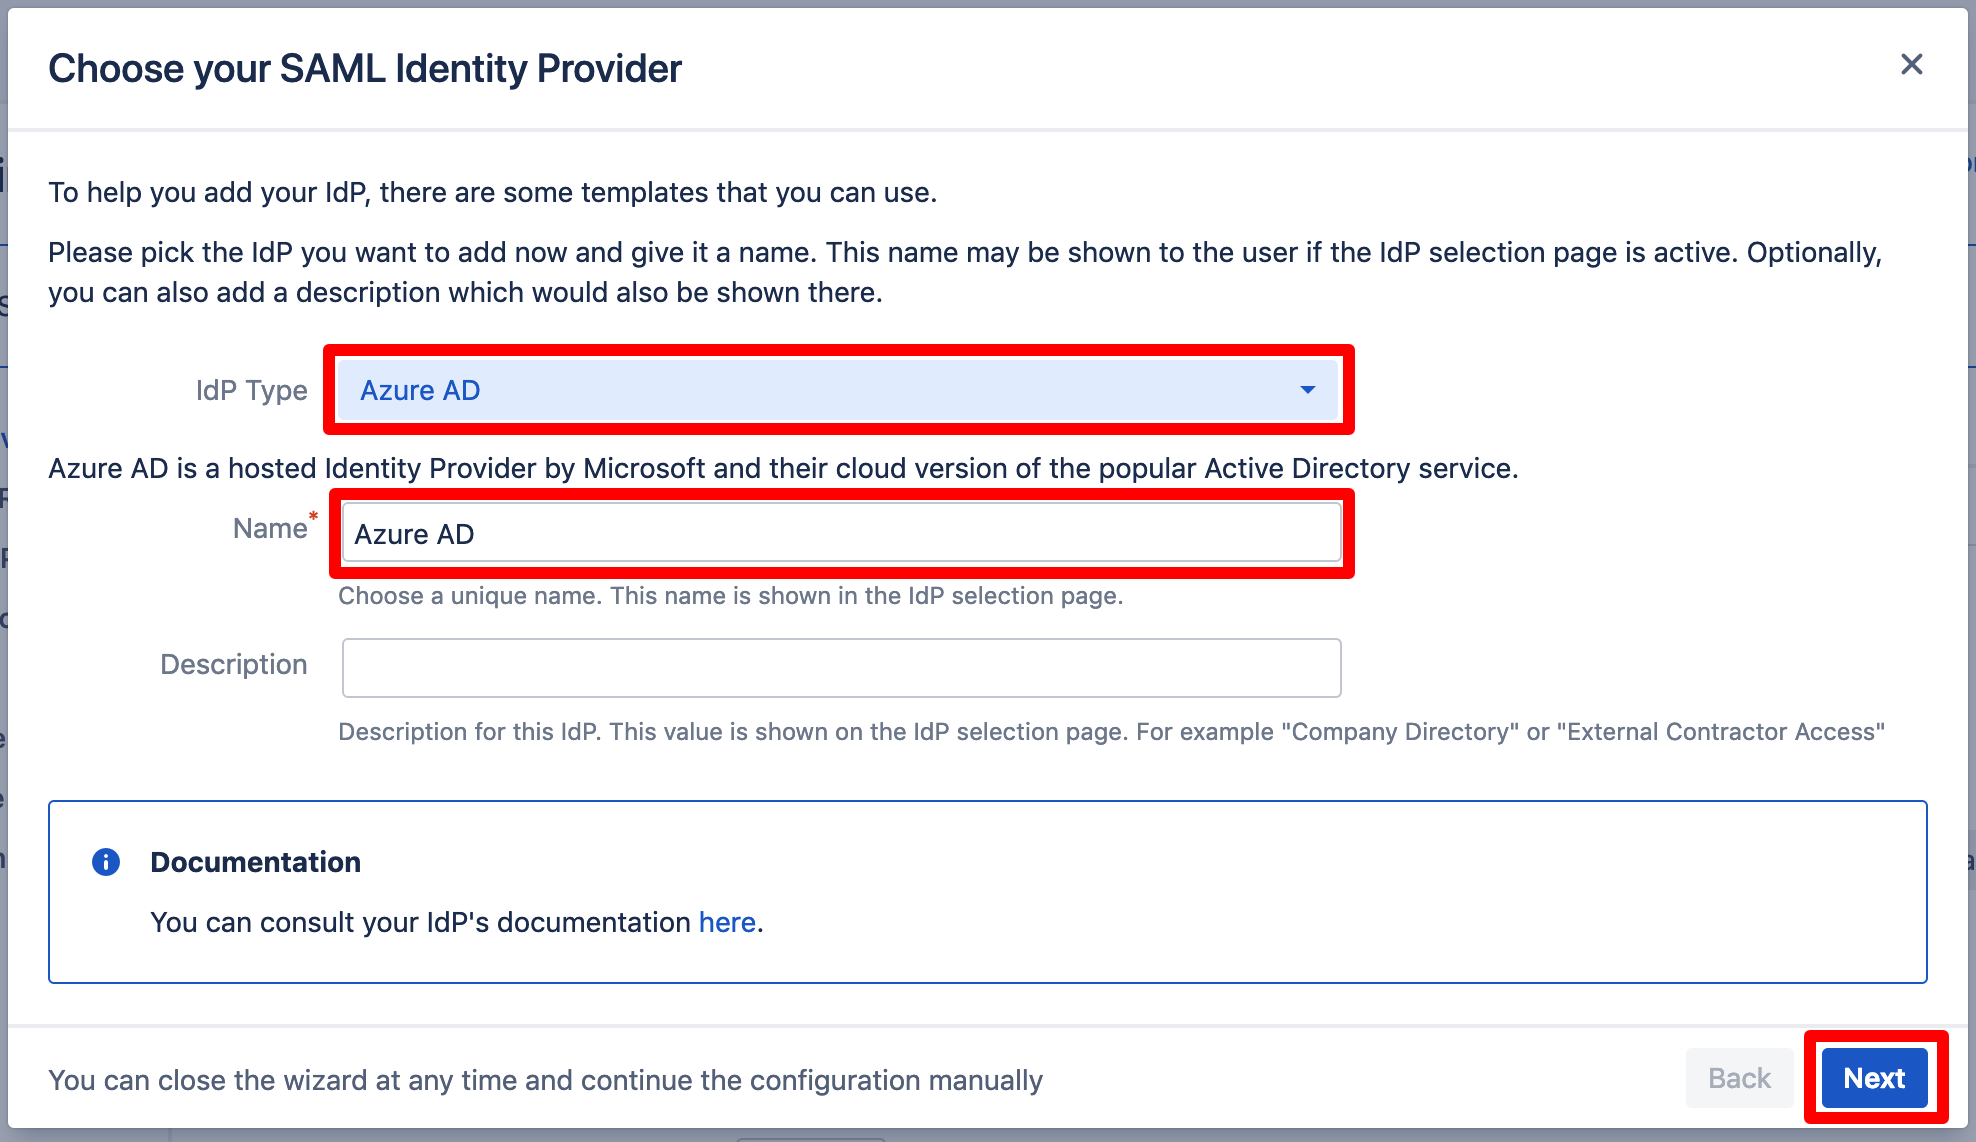 Choose your SAML Identity Provider
To help you add your IdP, there are some templates that you can use.
Please pick the IdP you want to add now and give it a name. This name may be shown to the user if the IdP selection page is active. Optionally,
you can also add a description which would also be shown there.
IdP Type
Azure AD
Azure AD is a hosted Identity Provider by Microsoft and their cloud version of the popular Active Directory service.
Name*
Azure AD
Choose a unique name. This name is shown in the IdP selection page.
Description
Description for this IdP. This value is shown on the IdP selection page. For example "Company Directory" or "External Contractor Access"
Documentation
You can consult your IdP's documentation here.
You can close the wizard at any time and continue the configuration manually
Back
Next